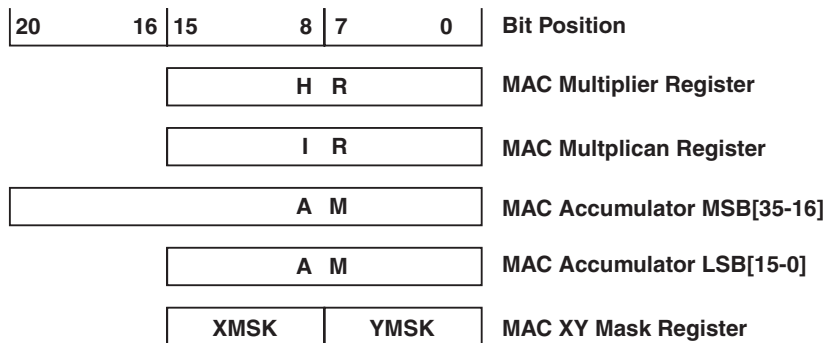 20 16 15 8 7 0 Bit Position
H R MAC Multiplier Register
I R MAC Multplican Register
A M MAC Accumulator MSB[35-16]
A M MAC Accumulator LSB[15-0]
XMSK YMSK MAC XY Mask Register